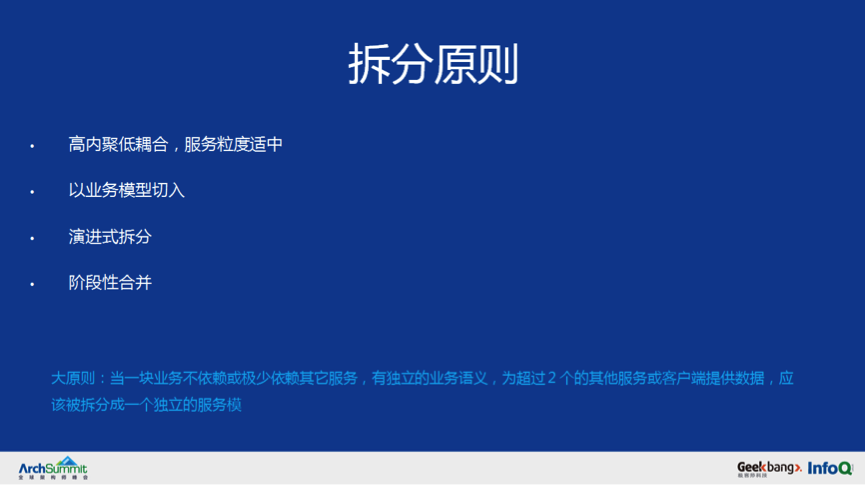 拆分原则
• 高内聚低耦合，服务粒度适中
• 以业务模型切入
• 演进式拆分
• 阶段性合并
大原则：当一块业务不依赖或极少依赖其它服务，有独立的业务语义，为超过2个的其他服务或客户端提供数据，应
该被拆分成一个独立的服务模
ArchSummit
全球架构师峰会
Geekbang>.
极客邦科技
InfoQ